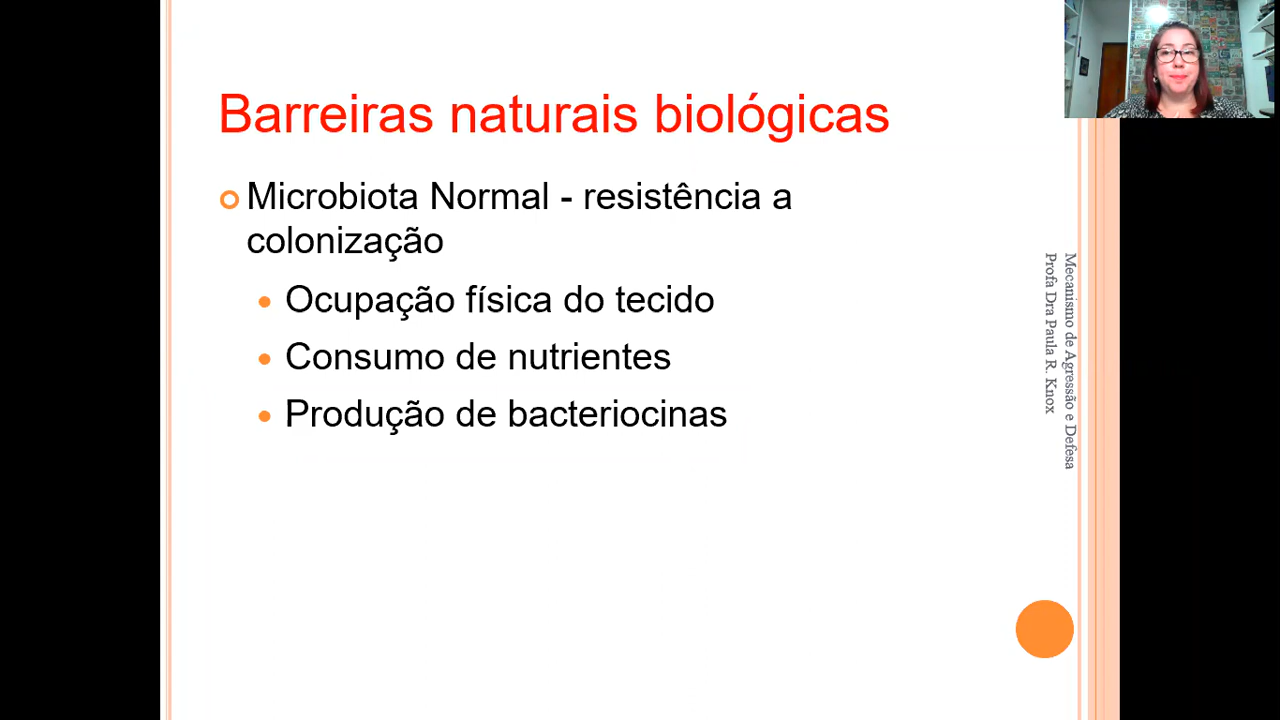 Barreiras naturais biológicas
Microbiota Normal - resistência a
colonização
Ocupação física do tecido
Consumo de nutrientes
Produção de bacteriocinas
Mecanismo de Agressão e Defesa
Profa Dra Paula R. Knox